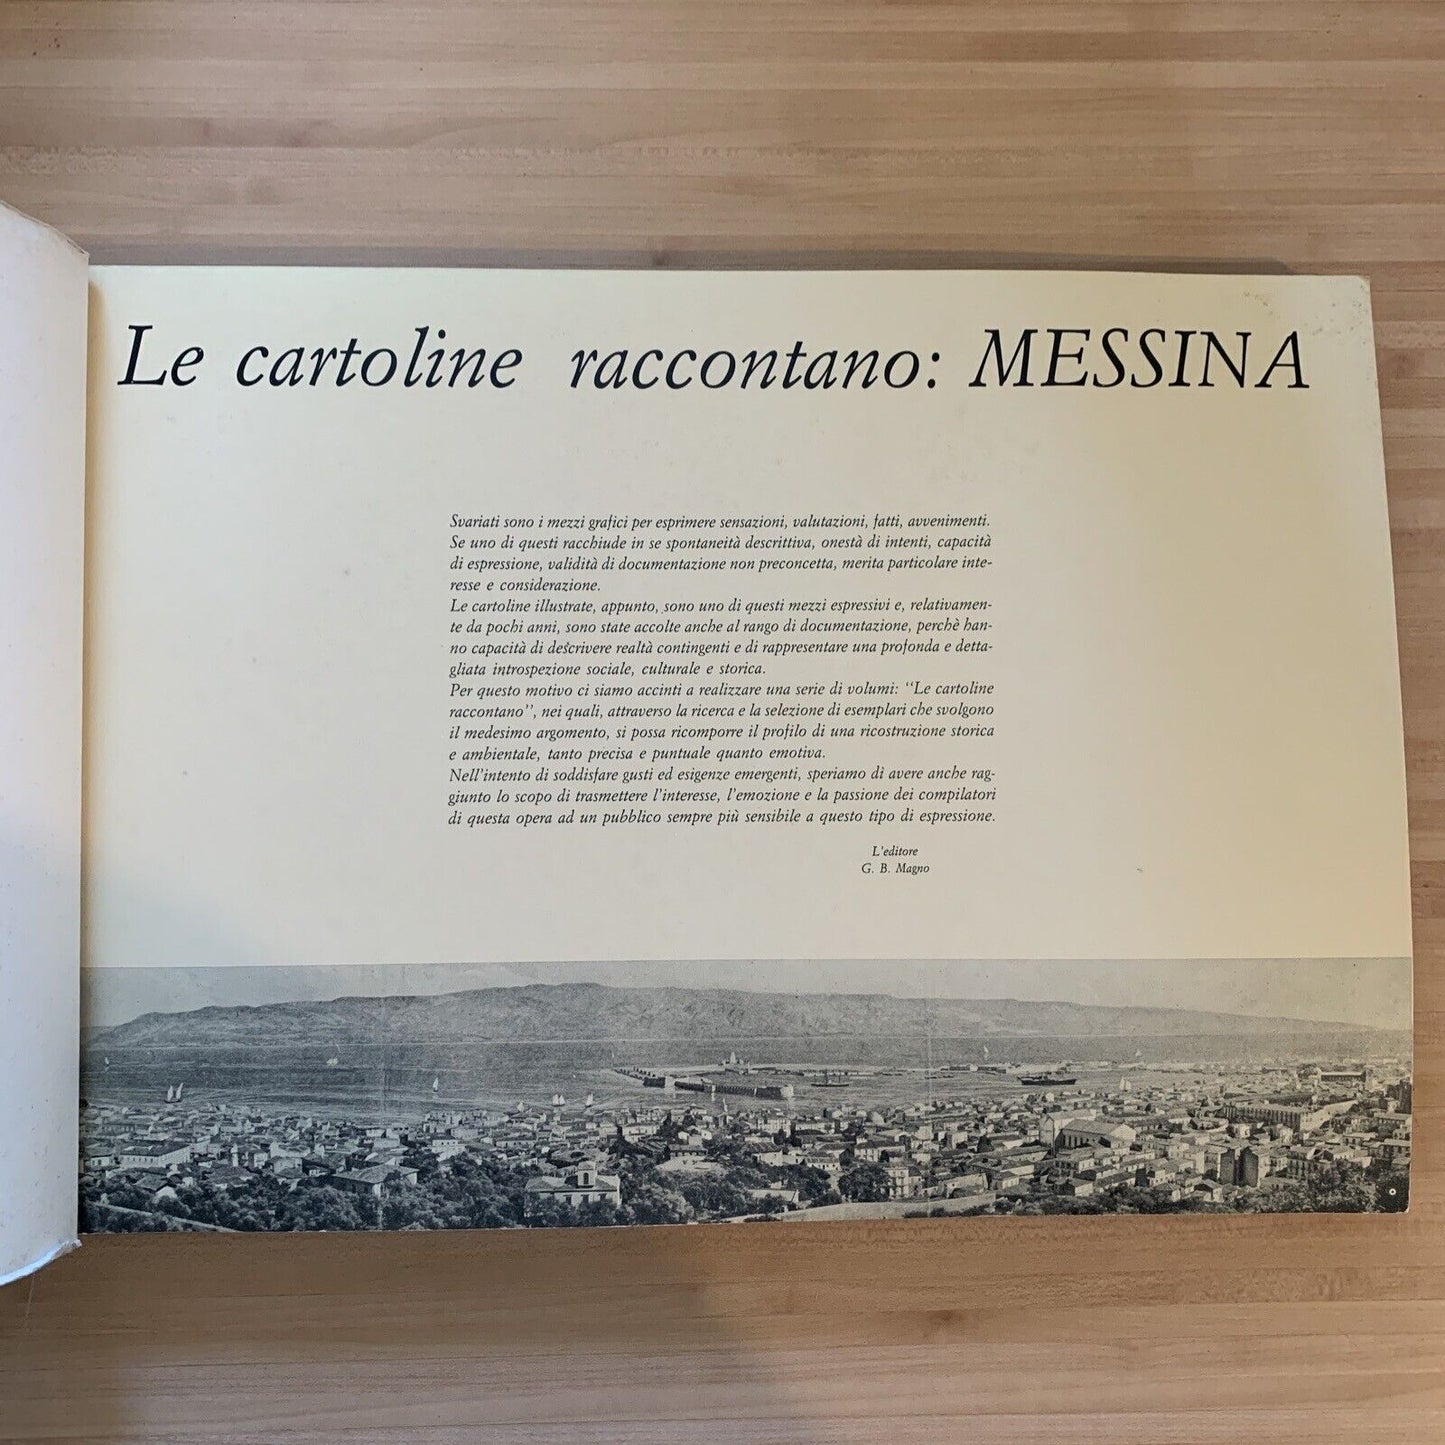 Le cartoline raccontano: MESSINA
Svariati sono i mezzi grafici per esprimere sensazioni, valutazioni, fatti, avvenimenti.
Se uno di questi racchiude in se spontaneità descrittiva, onestà di intenti, capacità
di espressione, validità di documentazione non preconcetta, merita particolare inte-
resse e considerazione.
Le cartoline illustrate, appunto, sono uno di questi mezzi espressivi e, relativamen-
te da pochi anni, sono state accolte anche al rango di documentazione, perchè han-
no capacità di descrivere realtà contingenti e di rappresentare una profonda e detta-
gliata introspezione sociale, culturale e storica.
Per questo motivo ci siamo accinti a realizzare una serie di volumi: "Le cartoline
raccontano", nei quali, attraverso la ricerca e la selezione di esemplari che svolgono
il medesimo argomento, si possa ricomporre il profilo di una ricostruzione storica
e ambientale, tanto precisa e puntuale quanto emotiva.
Nell'intento di soddisfare gusti ed esigenze emergenti, speriamo di avere anche rag-
giunto lo scopo di trasmettere l'interesse, l'emozione e la passione dei compilatori
di questa opera ad un pubblico sempre più sensibile a questo tipo di espressione.
L'editore
G. B. Magno